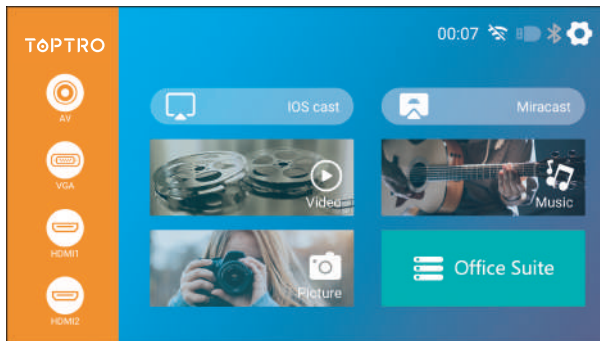 TOPTRO
00:07
AV
VGA
HDMI1
HDMI2
IOS cast
Miracast
Video
Music
Picture
Office Suite